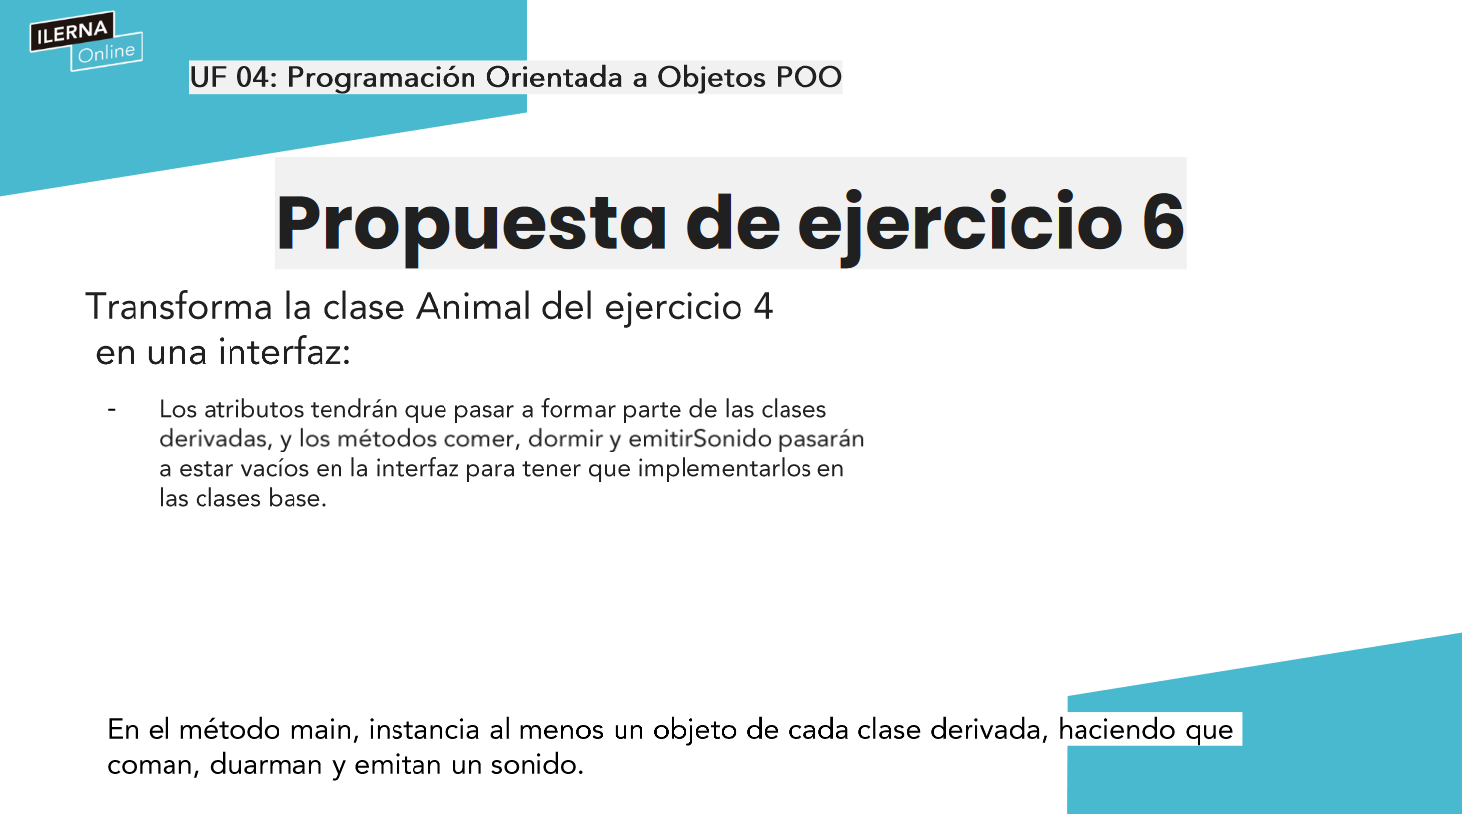 ILERNA
Online
UF 04: Programación Orientada a Objetos POO
Propuesta de ejercicio 6
Transforma la clase Animal del ejercicio 4
en una interfaz:
- Los atributos tendrán que pasar a formar parte de las clases
derivadas, y los métodos comer, dormir y emitirSonido pasarán
a estar vacíos en la interfaz para tener que implementarlos en
las clases base.
En el método main, instancia al menos un objeto de cada clase derivada, haciendo que
coman, duarman y emitan un sonido.